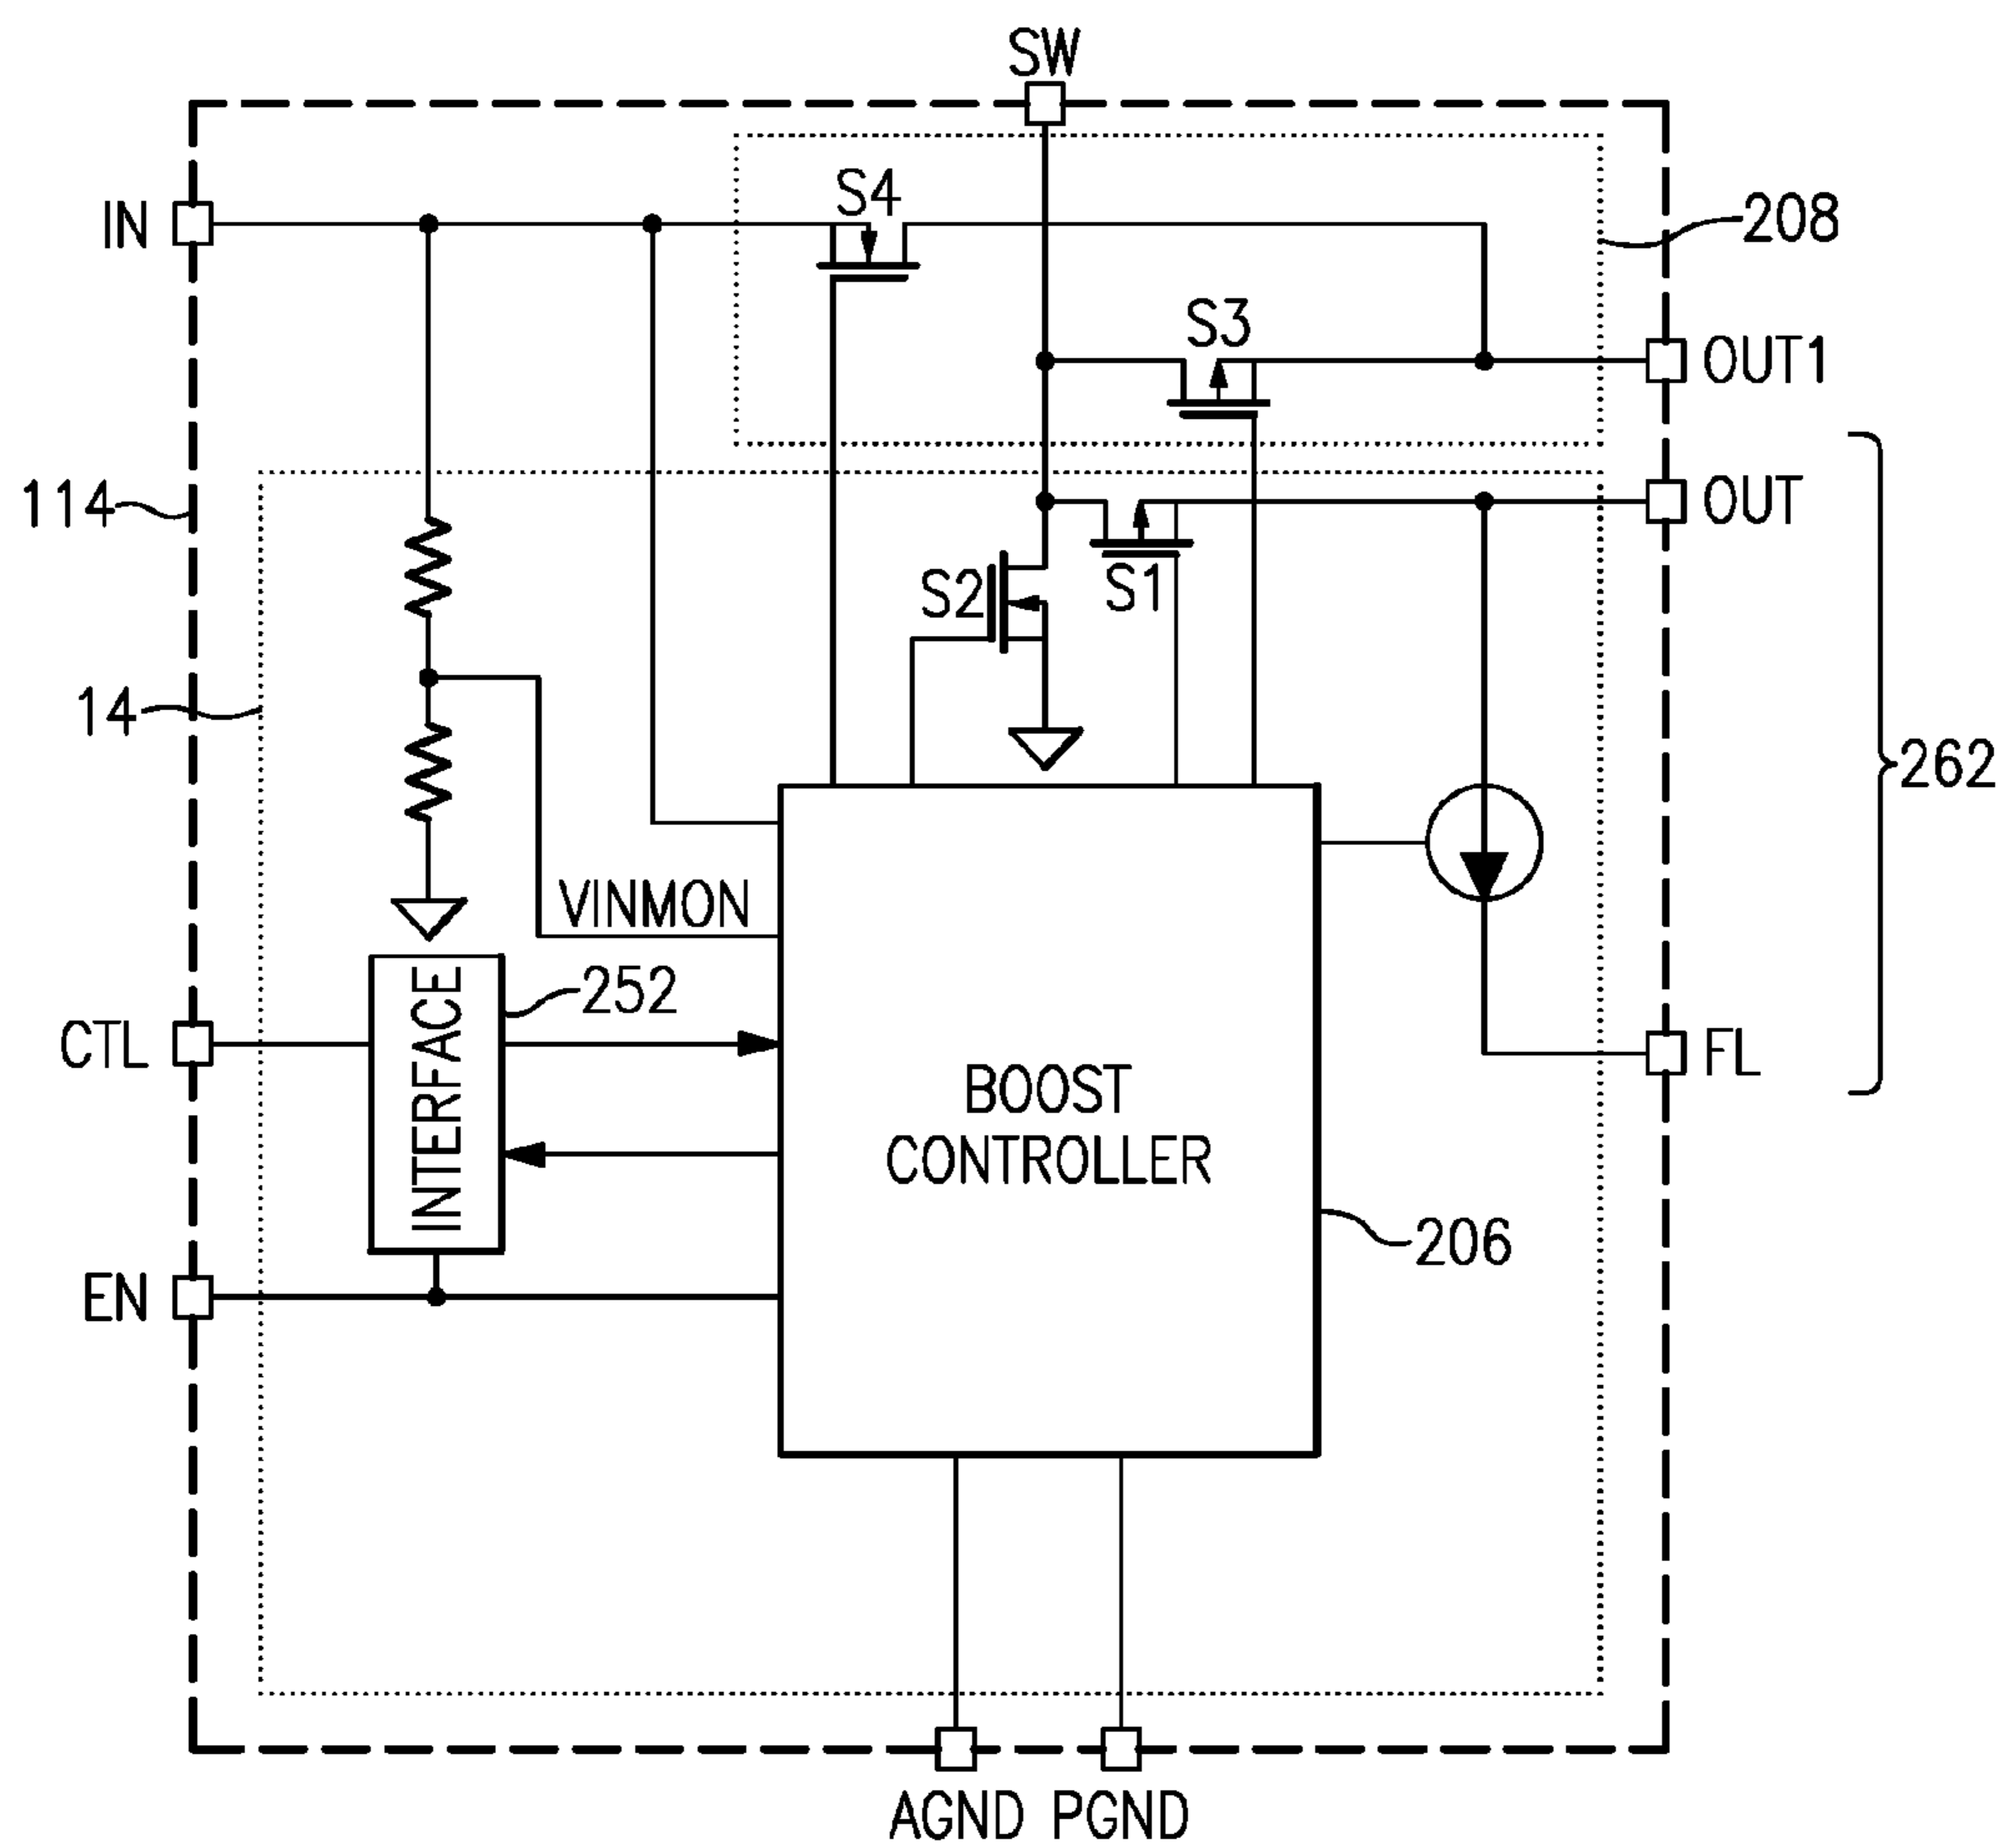 SW
S4
IN
208
S3
OUT1
114
OUT
S2
S1
14
262
VINMON
252
CTL
INTERFACE
FL
BOOST
CONTROLLER
206
EN
AGND PGND